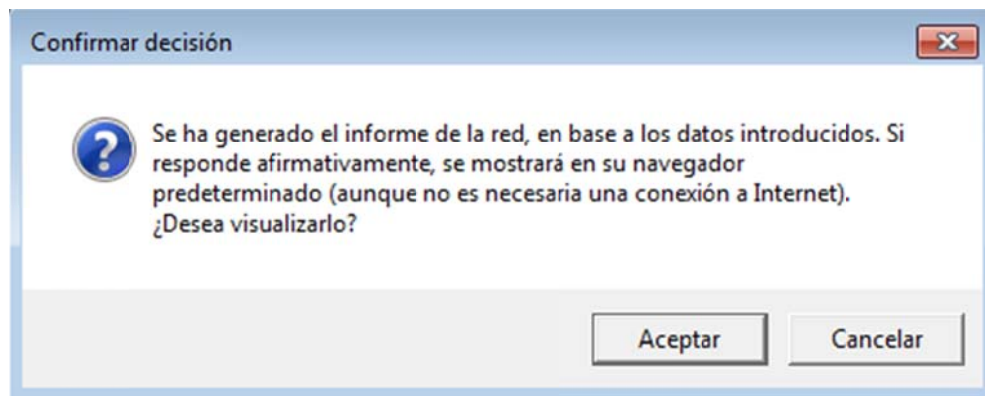 Confirmar decisión
Se ha generado el informe de la red, en base a los datos introducidos. Si
responde afirmativamente, se mostrará en su navegador
predeterminado (aunque no es necesaria una conexión a Internet).
¿Desea visualizarlo?
Aceptar
Cancelar